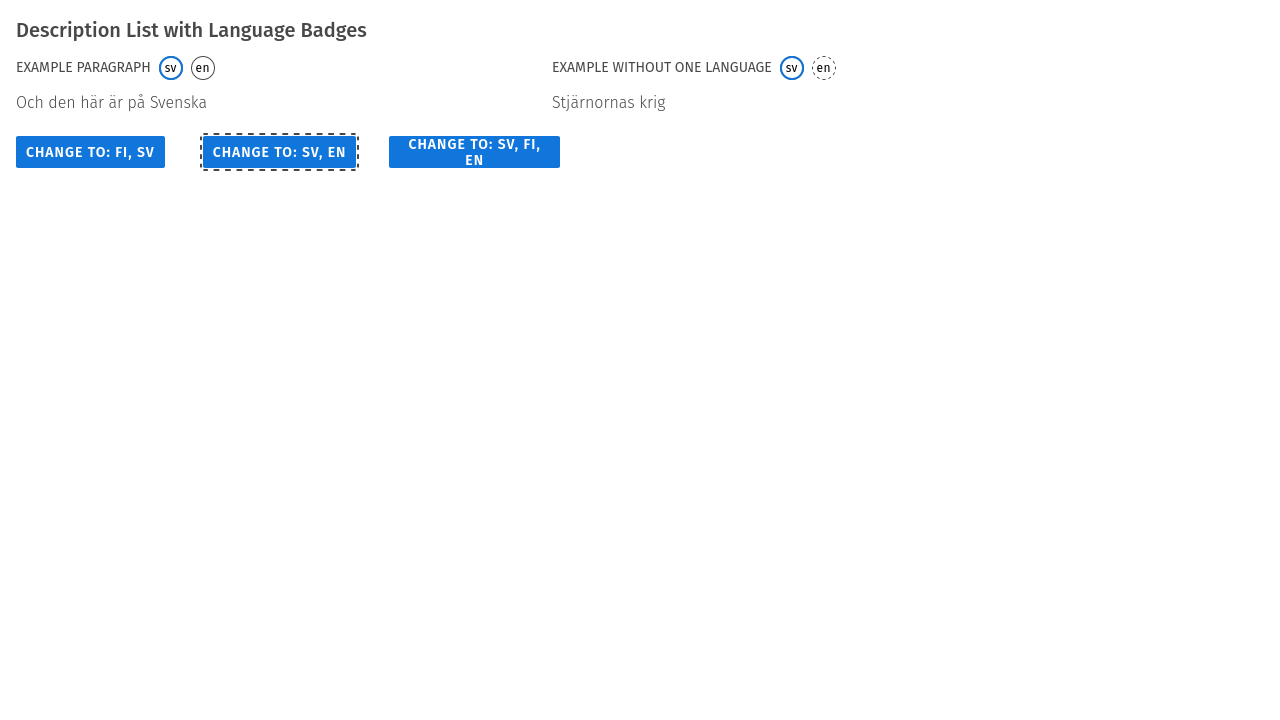 Description List with Language Badges
EXAMPLE PARAGRAPH sv en
EXAMPLE WITHOUT ONE LANGUAGE sv en
Och den här är på Svenska
Stjärnornas krig
CHANGE TO: FI, SV
CHANGE TO: SV, EN
CHANGE TO: SV, FI,
EN